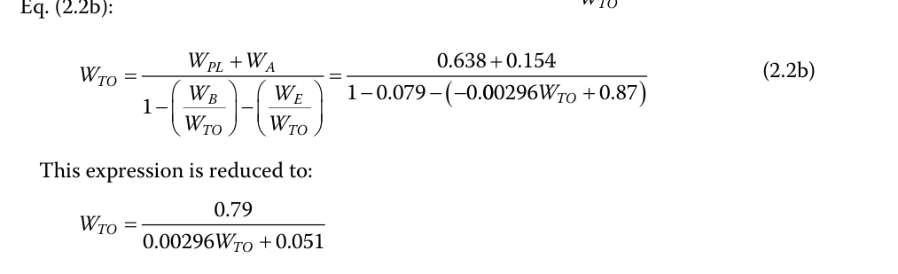 Eq. (2.2b): W_TO
W_TO = (W_PL + W_A) / (1 − (W_B / W_TO) − (W_E / W_TO)) = (0.638 + 0.154) / (1 − 0.079 − (−0.00296W_TO + 0.87)) (2.2b)
This expression is reduced to:
W_TO = 0.79 / (0.00296W_TO + 0.051)